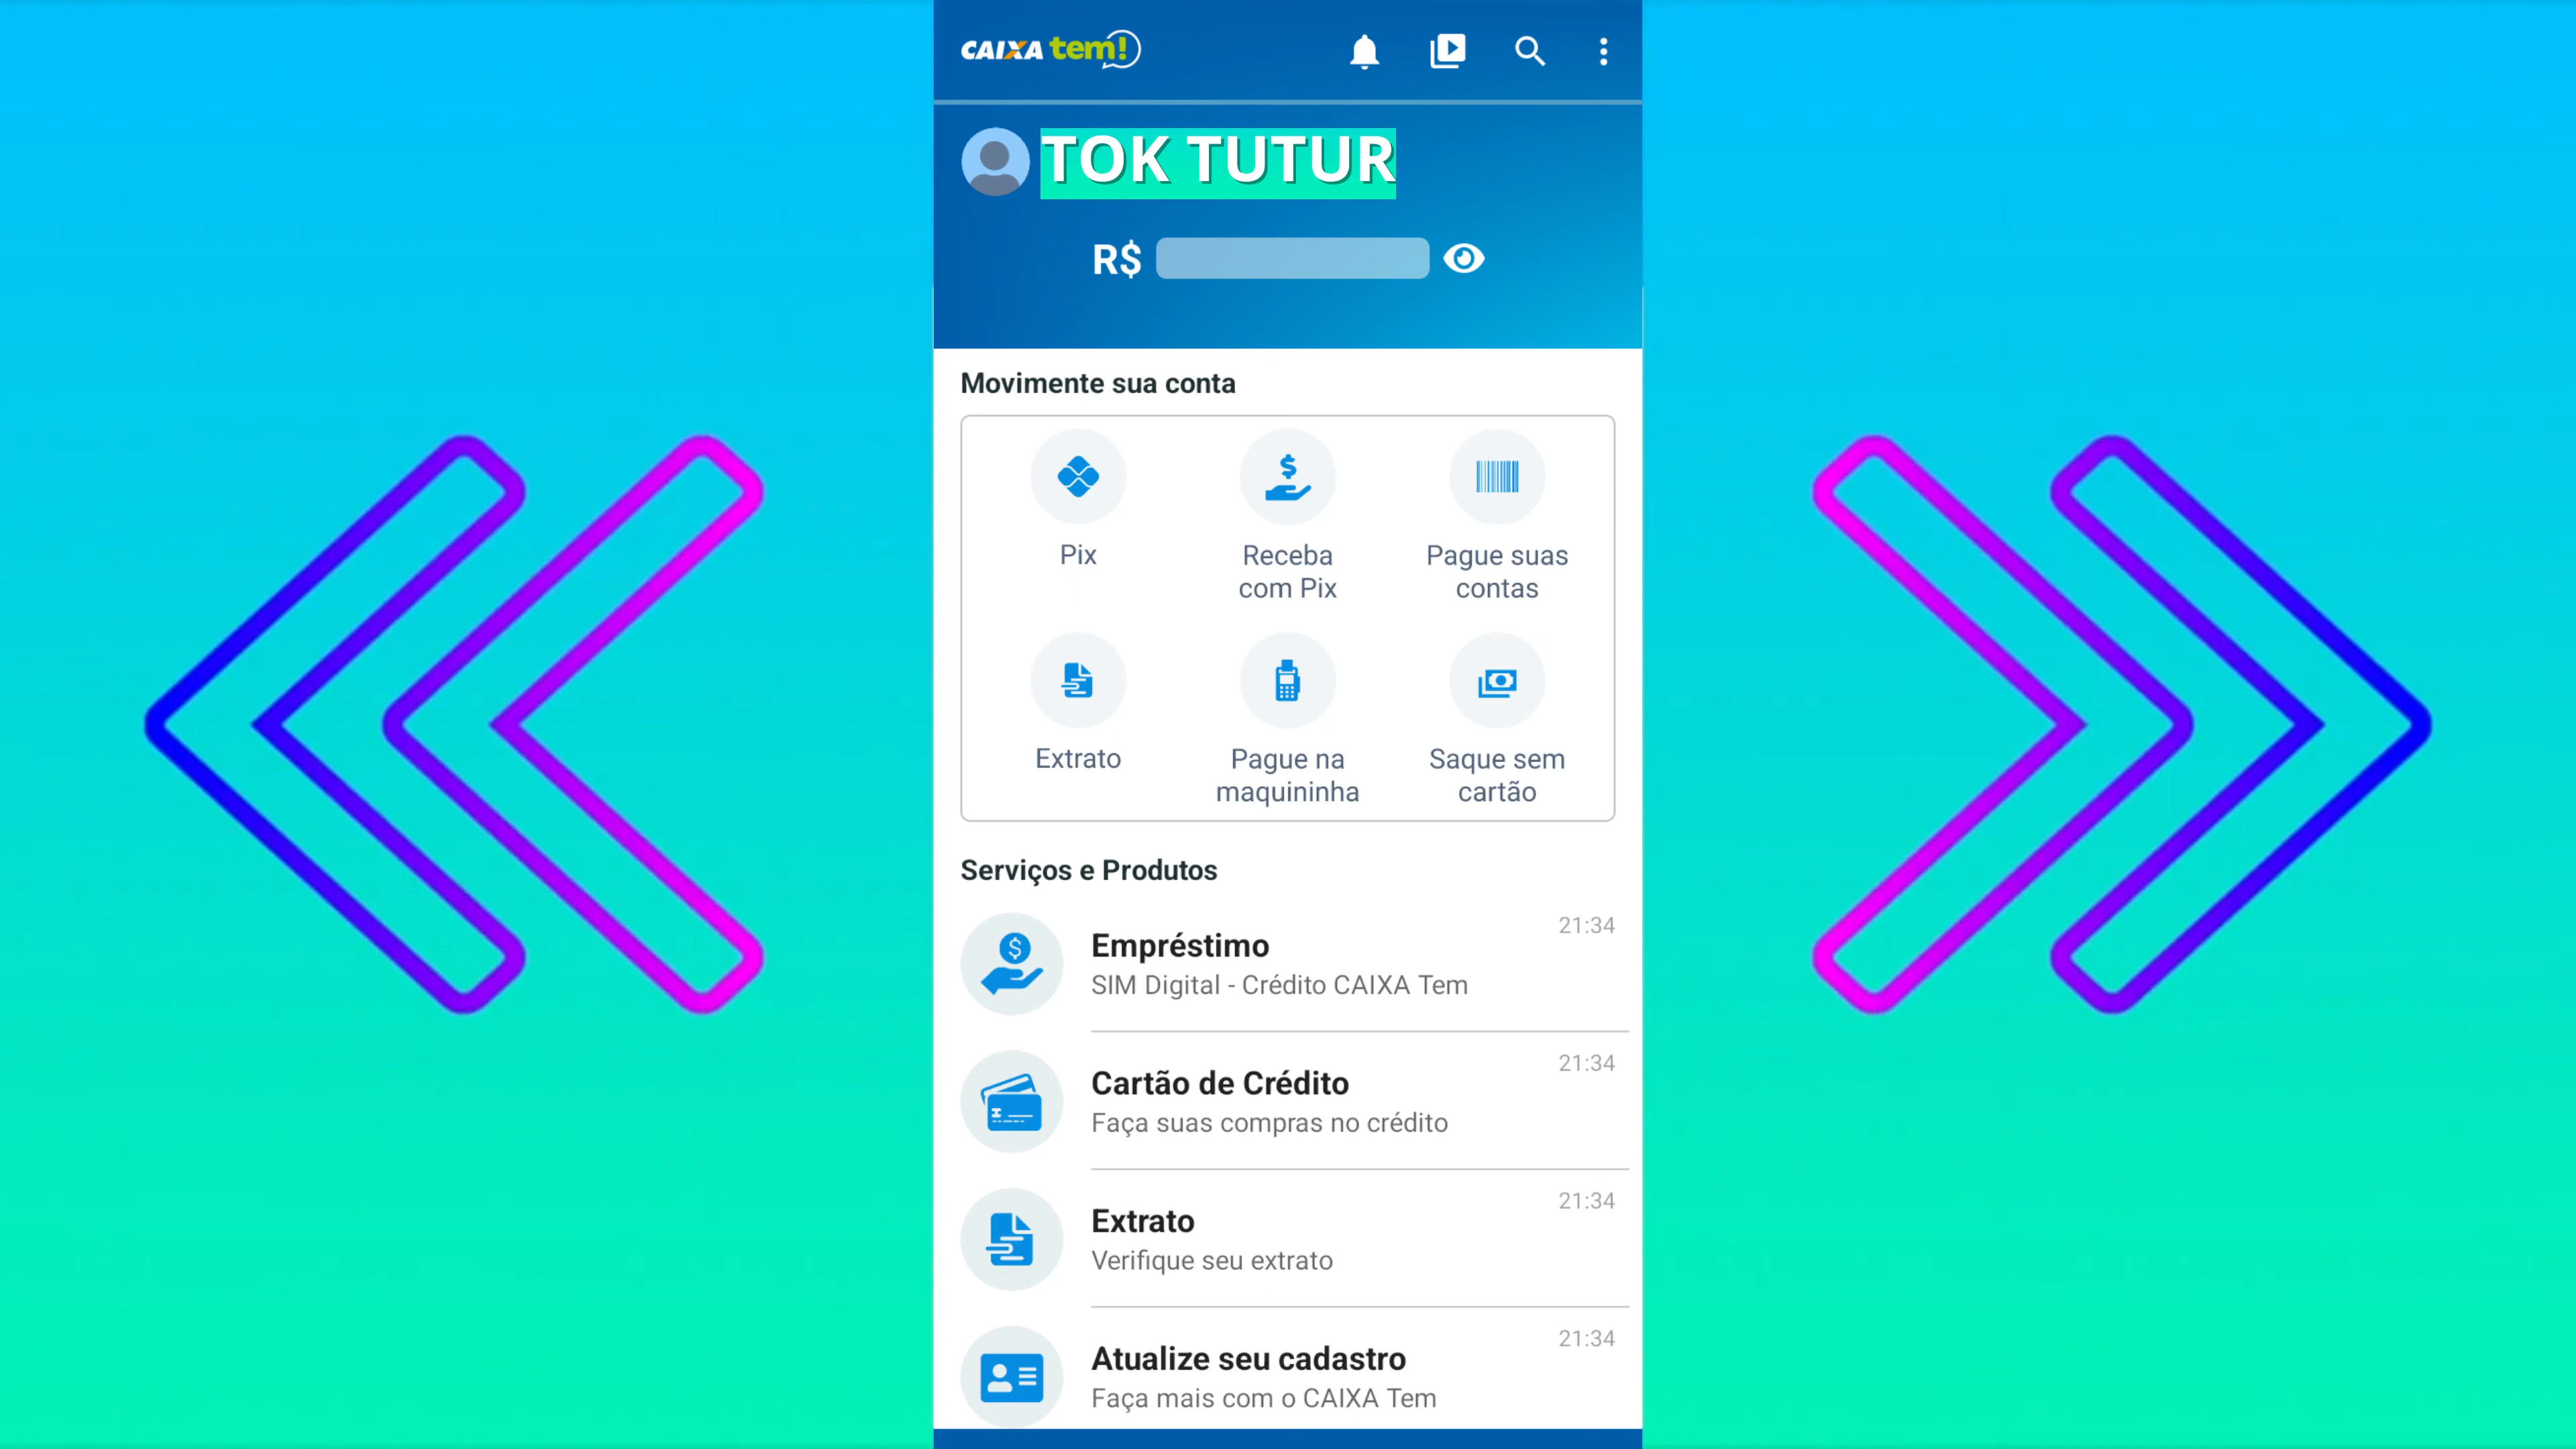 CAIXA tem!
TOK TUTUR
R$
Movimente sua conta
Pix
Receba
com Pix
Pague suas
contas
Extrato
Pague na
maquininha
Saque sem
cartão
Serviços e Produtos
Empréstimo
21:34
SIM Digital - Crédito CAIXA Tem
Cartão de Crédito
21:34
Faça suas compras no crédito
Extrato
21:34
Verifique seu extrato
Atualize seu cadastro
21:34
Faça mais com o CAIXA Tem